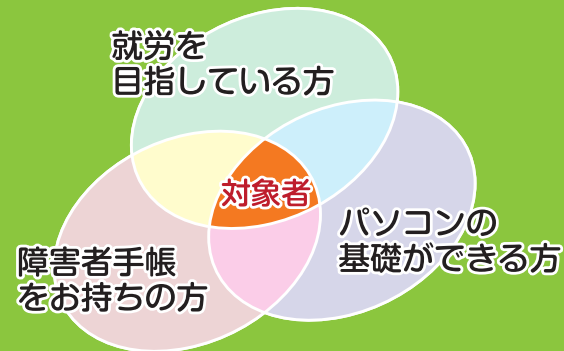 就労を
目指している方
対象者
パソコンの
基礎ができる方
障害者手帳
をお持ちの方